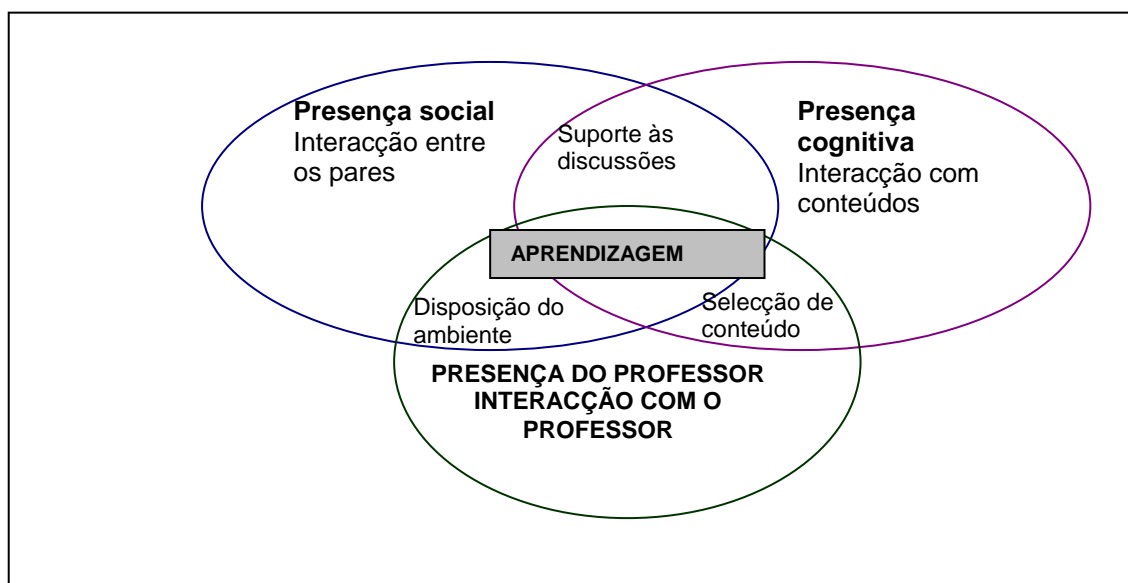 Presença social
Interacção entre
os pares
Suporte às
discussões
Presença
cognitiva
Interacção com
conteúdos
APRENDIZAGEM
Disposição do
ambiente
Selecção de
conteúdo
PRESENÇA DO PROFESSOR
INTERACÇÃO COM O
PROFESSOR